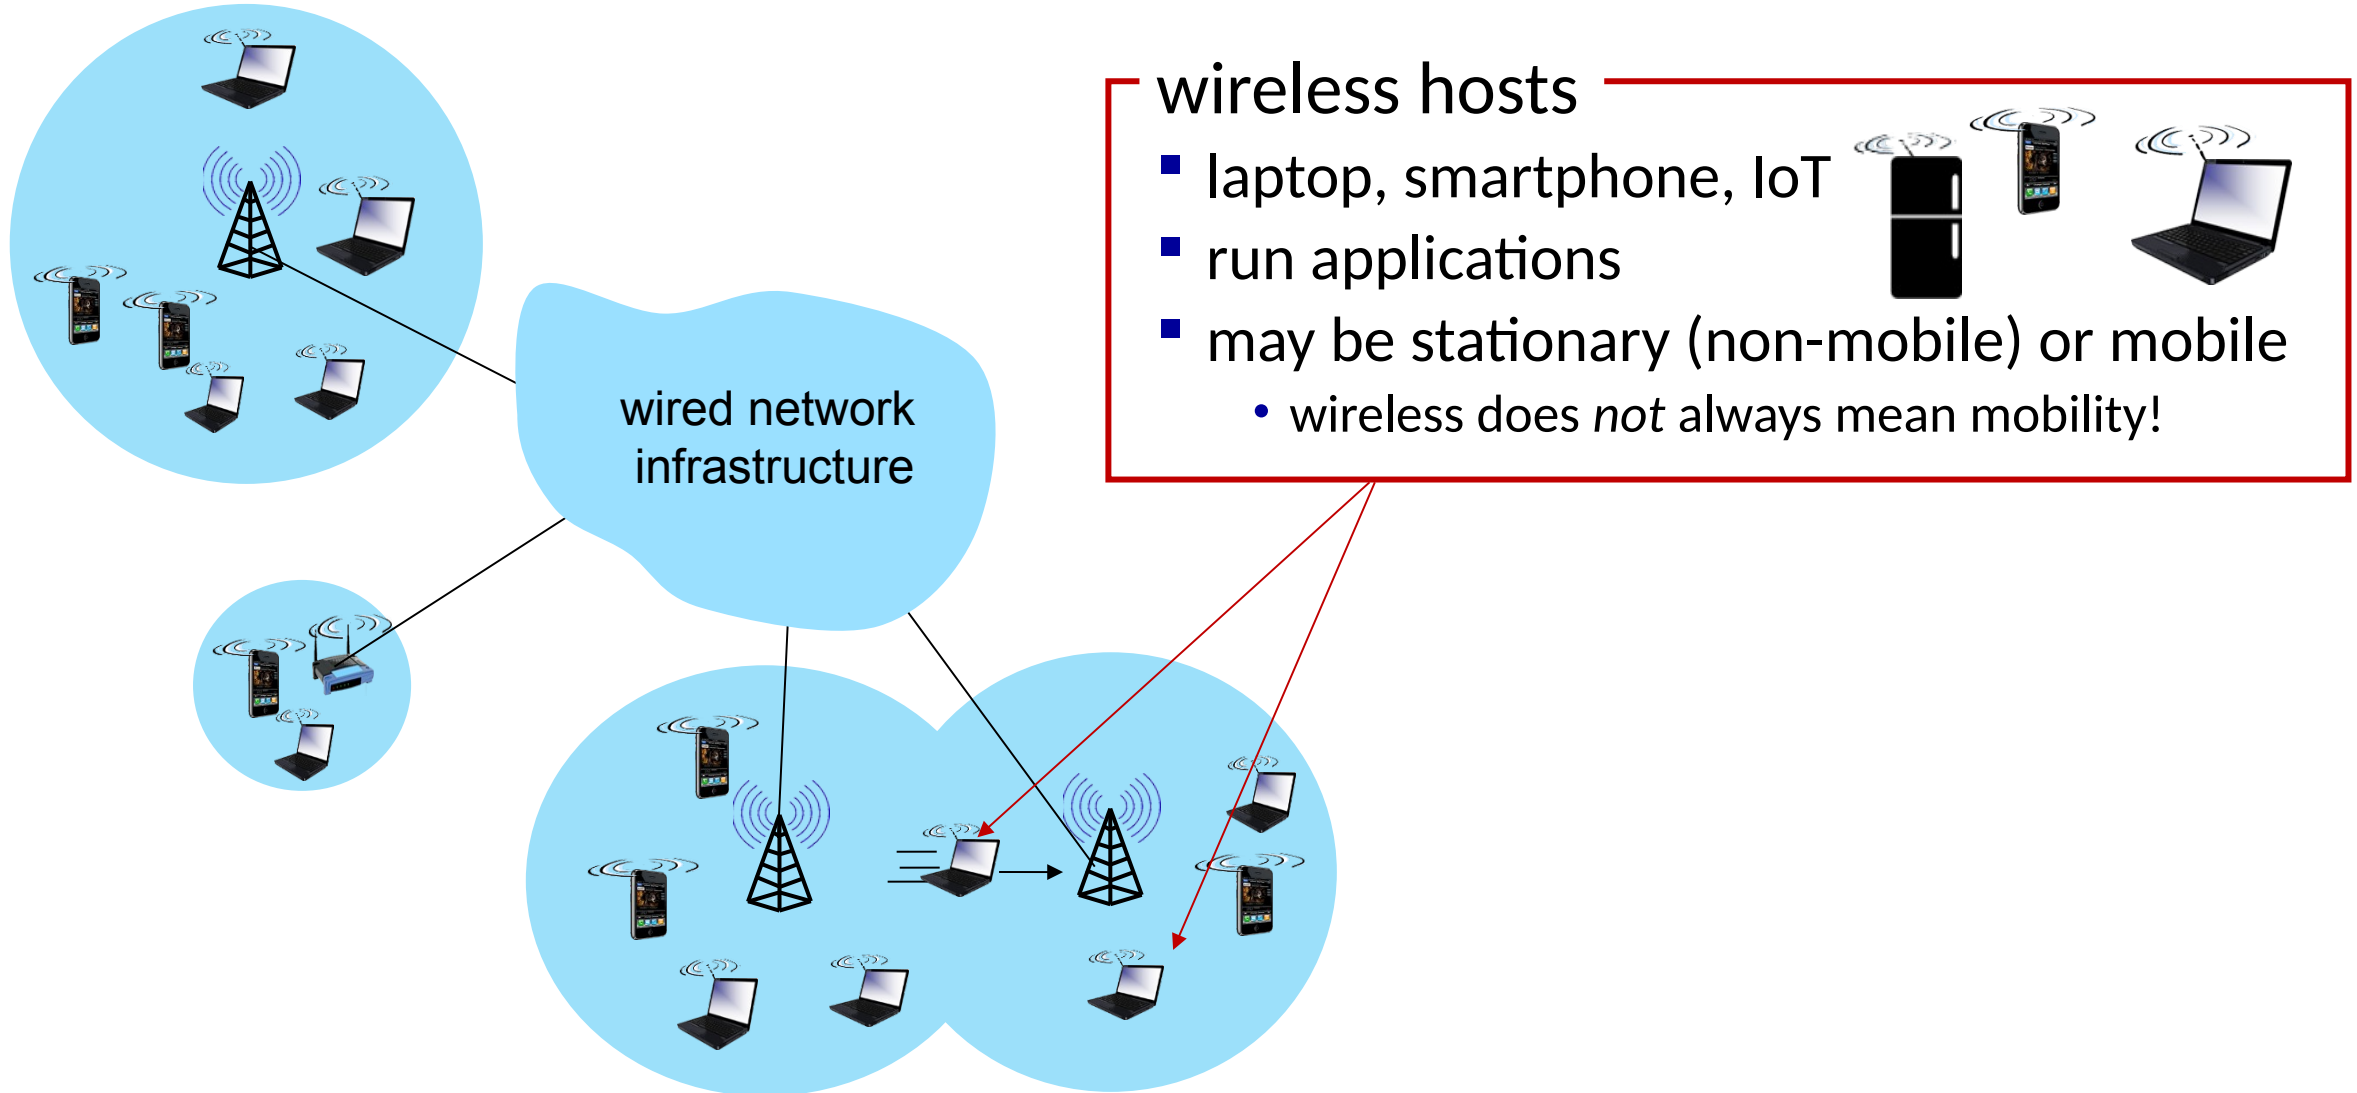 wireless hosts
laptop, smartphone, IoT
run applications
may be stationary (non-mobile) or mobile
wireless does not always mean mobility!
wired network
infrastructure